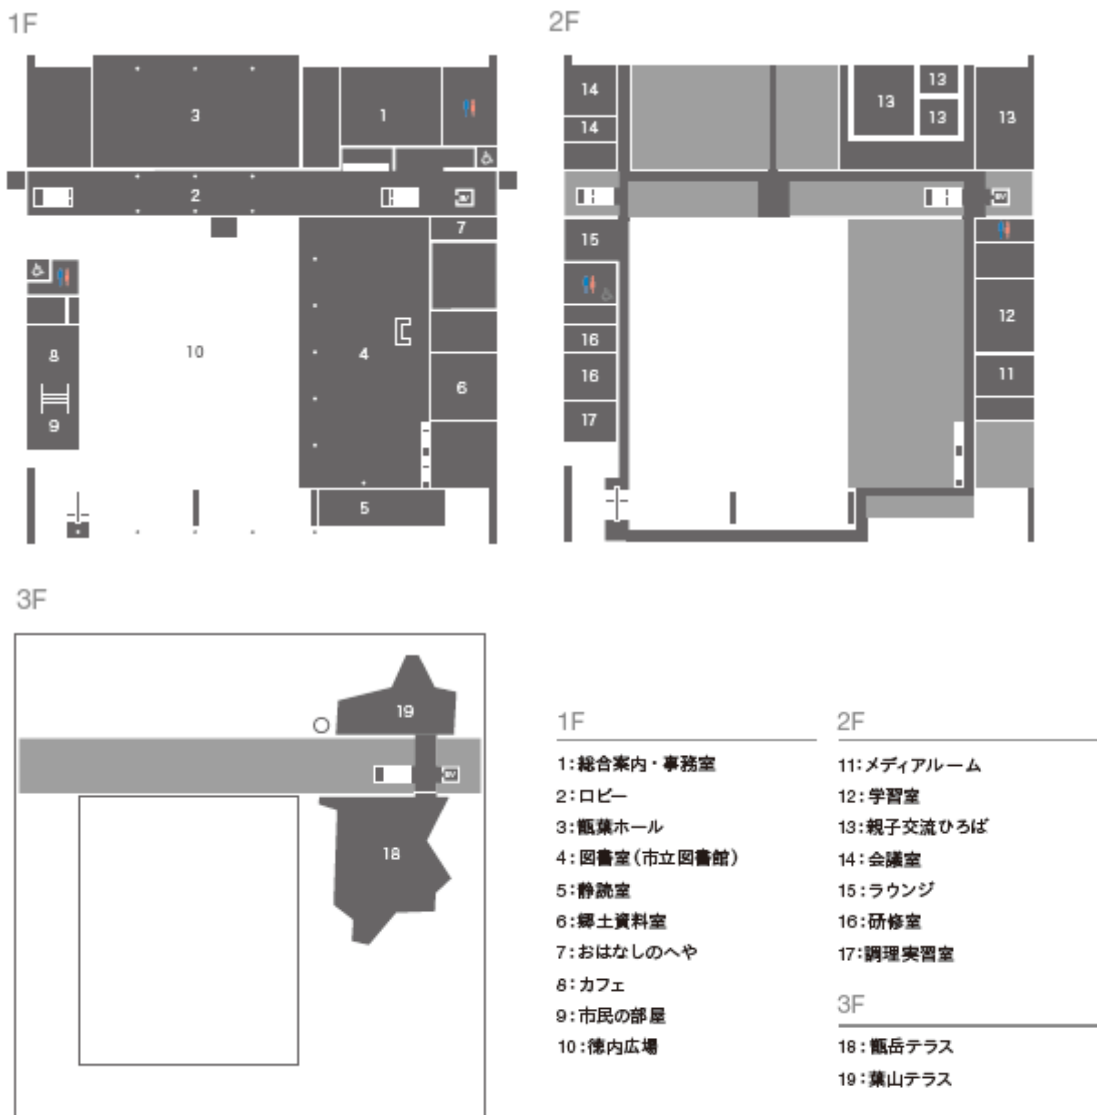 1F
2F
3
1
2
7
8
10
4
6
9
5
14
13
13
14
13
13
15
16
12
16
11
17
3F
19
18
1F
1:総合案内・事務室
2:ロビー
3:甑葉ホール
4:図書室(市立図書館)
5:静読室
6:郷土資料室
7:おはなしのへや
8:カフェ
9:市民の部屋
10:徳内広場
2F
11:メディアルーム
12:学習室
13:親子交流ひろば
14:会議室
15:ラウンジ
16:研修室
17:調理実習室
3F
18:甑岳テラス
19:葉山テラス